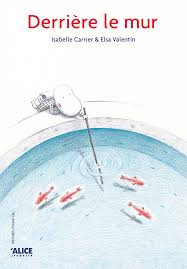 Derrière le mur
Isabelle Carrier & Elsa Valentin
ALICE